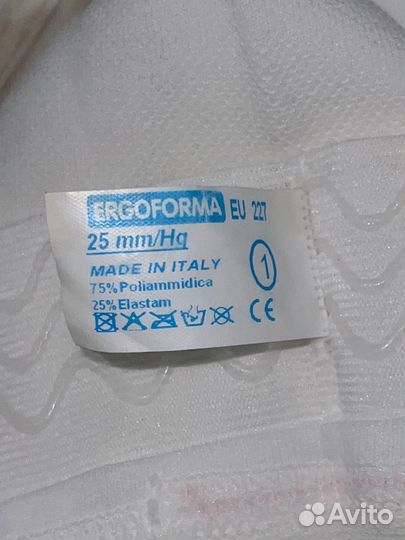 ERGOFORMA EU 227
25 mm/Hg
1
MADE IN ITALY
75% Poliammidica
25% Elastam
CE
Avito